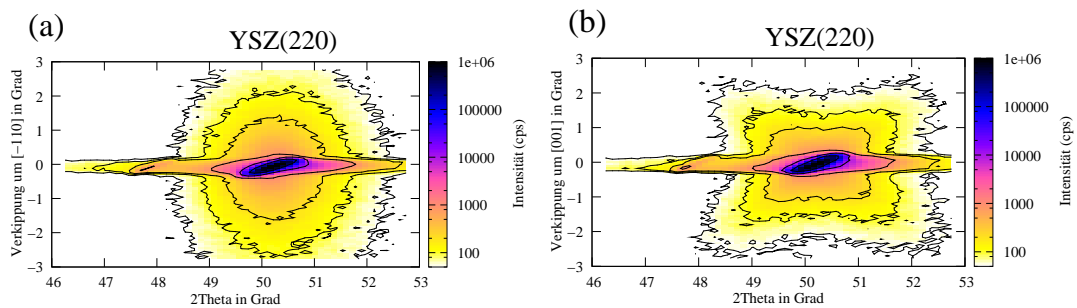 (a)
YSZ(220)
Verkippung um [−110] in Grad
3
2
1
0
−1
−2
−3
46 47 48 49 50 51 52 53
2Theta in Grad
1e+06
100000
10000
1000
100
Intensität (cps)
(b)
YSZ(220)
Verkippung um [001] in Grad
3
2
1
0
−1
−2
−3
46 47 48 49 50 51 52 53
2Theta in Grad
1e+06
100000
10000
1000
100
Intensität (cps)